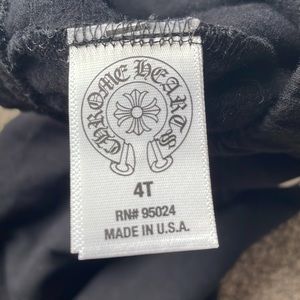 CHROME HEARTS
4T
RN# 95024
MADE IN U.S.A.